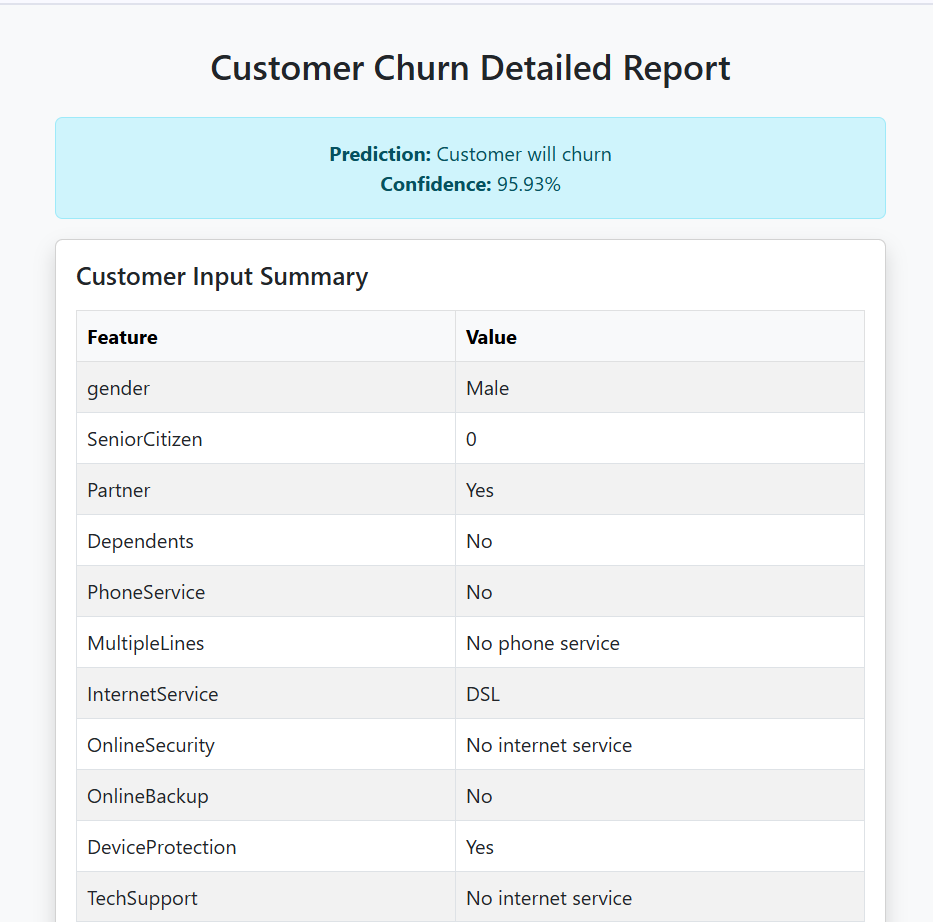 Customer Churn Detailed Report
Prediction: Customer will churn
Confidence: 95.93%
Customer Input Summary
Feature Value
gender Male
SeniorCitizen 0
Partner Yes
Dependents No
PhoneService No
MultipleLines No phone service
InternetService DSL
OnlineSecurity No internet service
OnlineBackup No
DeviceProtection Yes
TechSupport No internet service